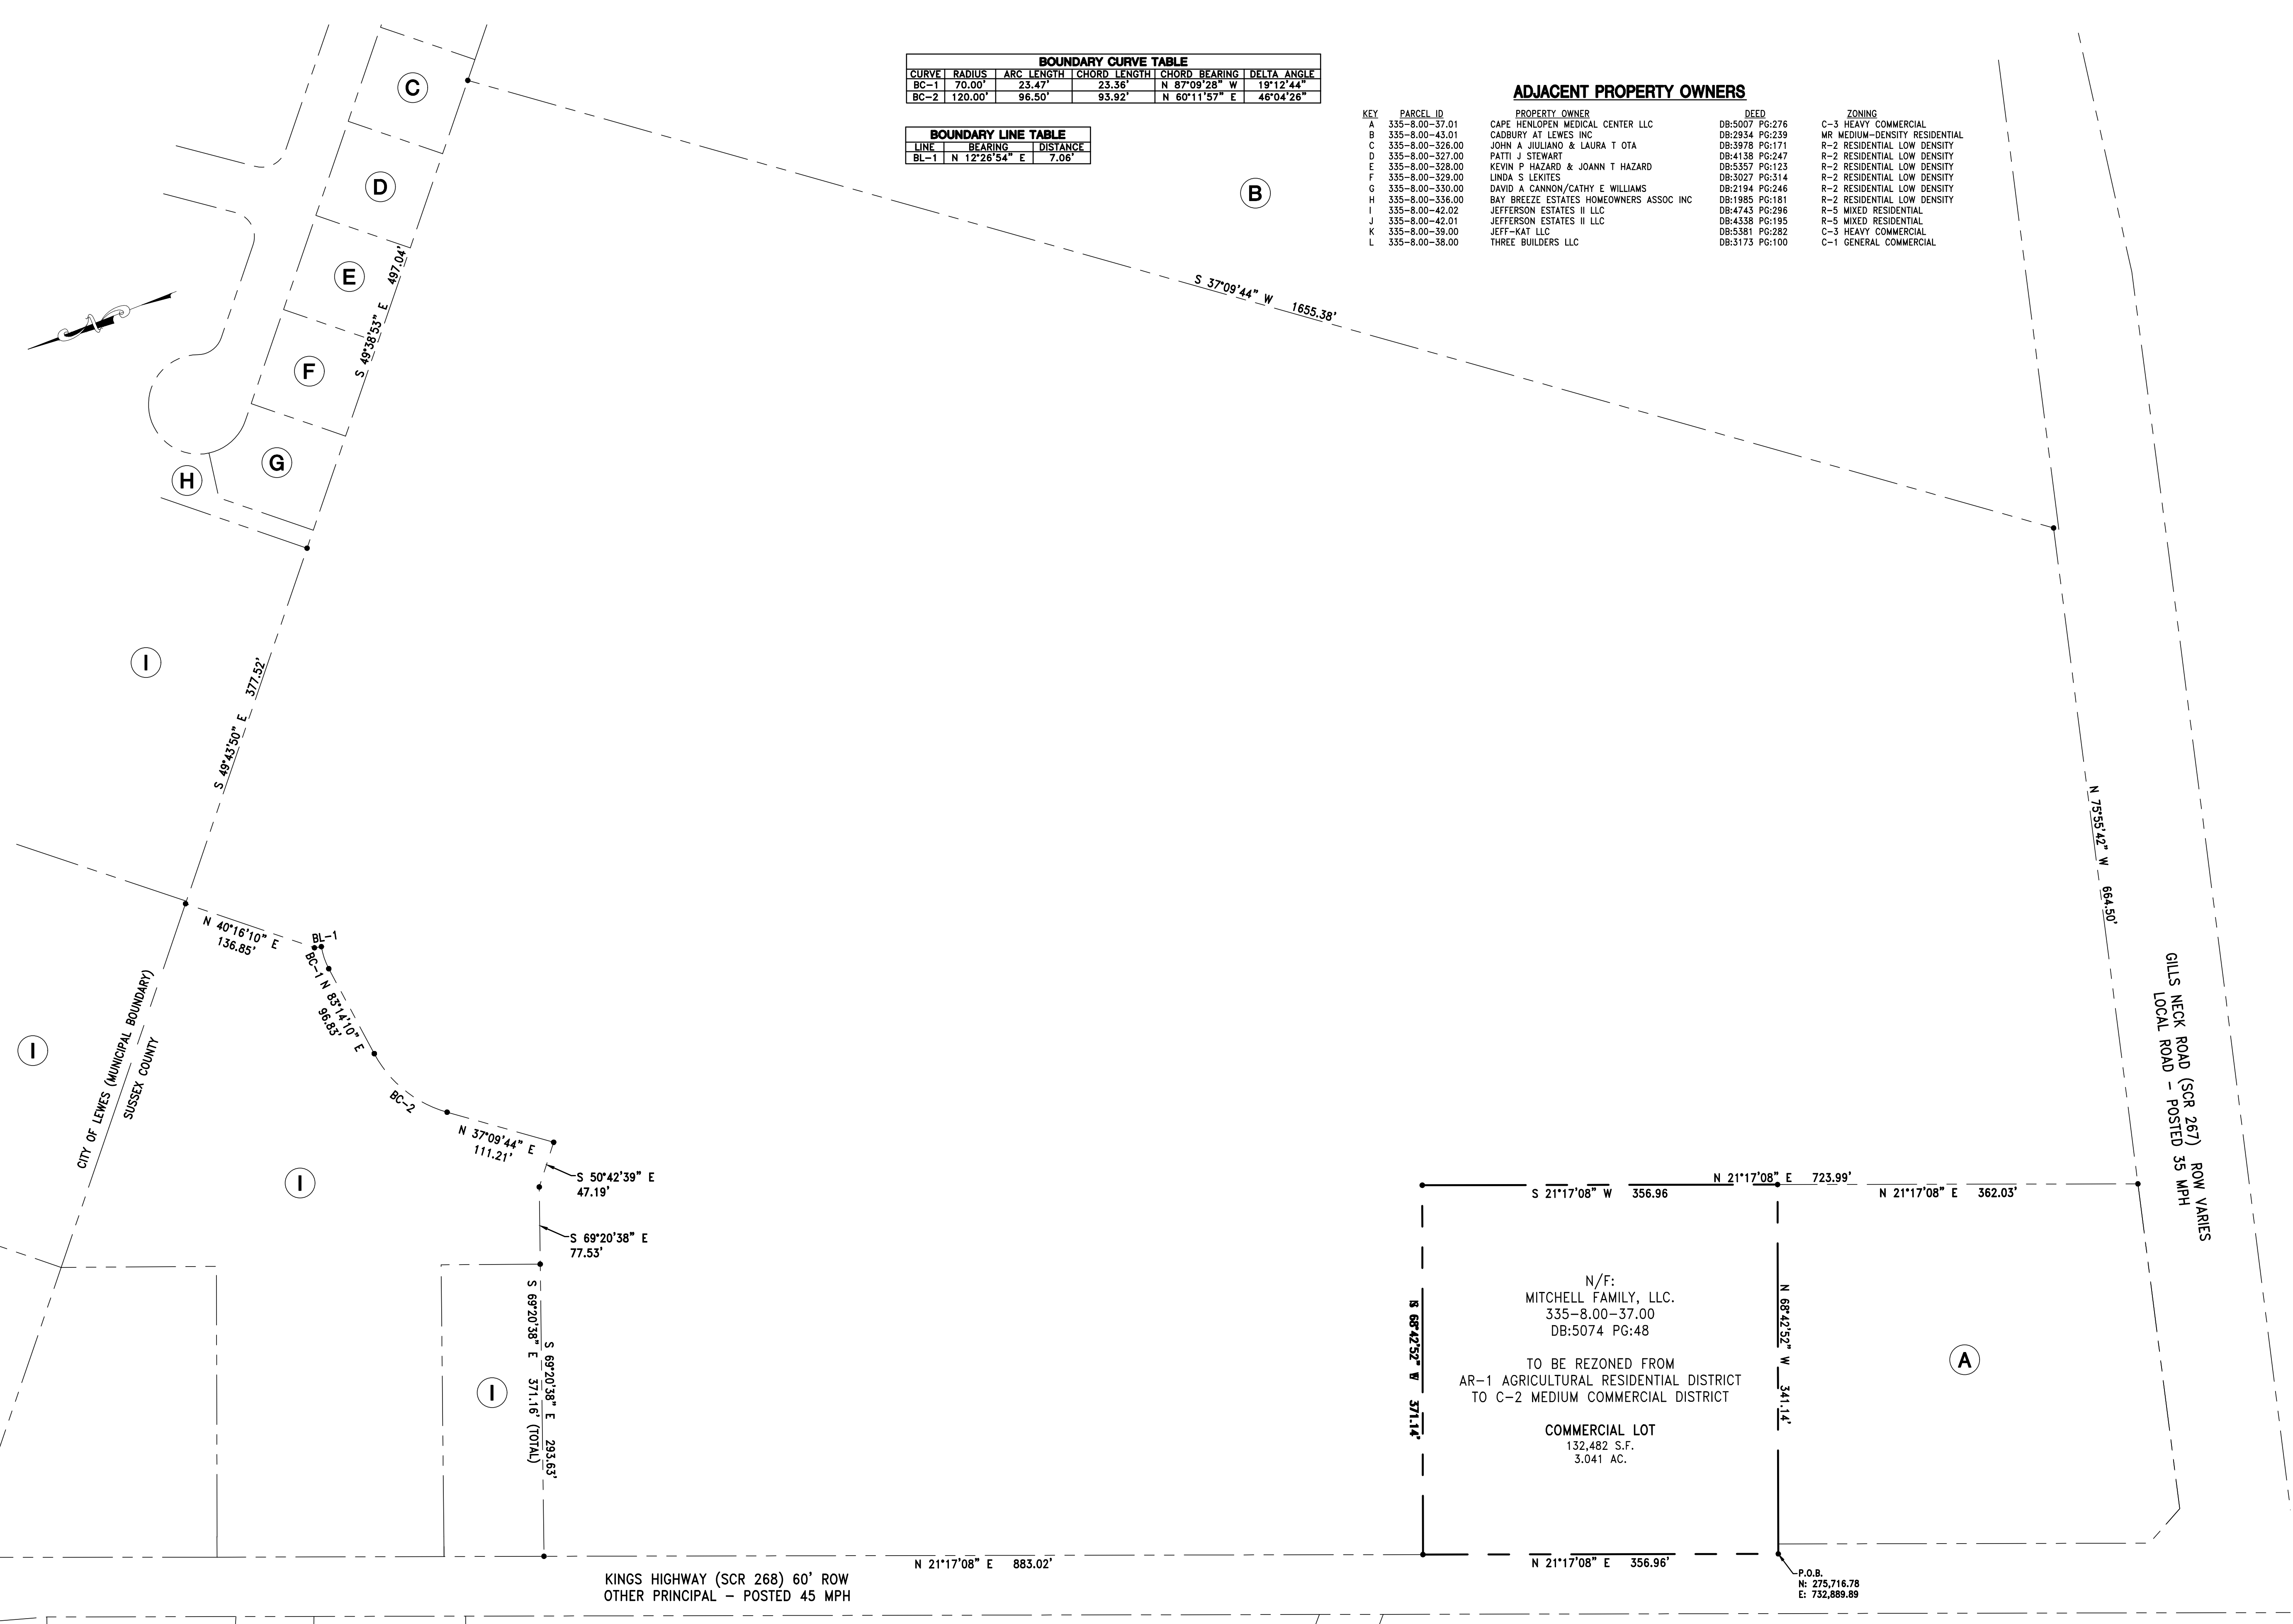 BOUNDARY CURVE TABLE
CURVE RADIUS ARC LENGTH CHORD LENGTH CHORD BEARING DELTA ANGLE
BC-1 70.00' 23.47' 23.36' N 87°09'28" W 19°12'44"
BC-2 120.00' 96.50' 93.92' N 60°11'57" E 46°04'26"
BOUNDARY LINE TABLE
LINE BEARING DISTANCE
BL-1 N 12°26'54" E 7.06'
ADJACENT PROPERTY OWNERS
KEY PARCEL ID PROPERTY OWNER DEED ZONING
A 335-8.00-37.01 CAPE HENLOPEN MEDICAL CENTER LLC DB:5007 PG:276 C-3 HEAVY COMMERCIAL
B 335-8.00-43.01 CADBURY AT LEWES INC DB:2934 PG:239 MR MEDIUM-DENSITY RESIDENTIAL
C 335-8.00-326.00 JOHN A JIULIANO & LAURA T OTA DB:3978 PG:171 R-2 RESIDENTIAL LOW DENSITY
D 335-8.00-327.00 PATTI J STEWART DB:4138 PG:247 R-2 RESIDENTIAL LOW DENSITY
E 335-8.00-328.00 KEVIN P HAZARD & JOANN T HAZARD DB:5357 PG:123 R-2 RESIDENTIAL LOW DENSITY
F 335-8.00-329.00 LINDA S LEKITES DB:3027 PG:314 R-2 RESIDENTIAL LOW DENSITY
G 335-8.00-330.00 DAVID A CANNON/CATHY E WILLIAMS DB:2194 PG:246 R-2 RESIDENTIAL LOW DENSITY
H 335-8.00-336.00 BAY BREEZE ESTATES HOMEOWNERS ASSOC INC DB:1985 PG:181 R-2 RESIDENTIAL LOW DENSITY
I 335-8.00-42.02 JEFFERSON ESTATES II LLC DB:4743 PG:296 R-5 MIXED RESIDENTIAL
J 335-8.00-42.01 JEFFERSON ESTATES II LLC DB:4338 PG:195 R-5 MIXED RESIDENTIAL
K 335-8.00-39.00 JEFF-KAT LLC DB:5381 PG:282 C-3 HEAVY COMMERCIAL
L 335-8.00-38.00 THREE BUILDERS LLC DB:3173 PG:100 C-1 GENERAL COMMERCIAL
C
D
B
E
F
G
H
S 49°38'53" E 497.04'
S 37°09'44" W 1655.38'
I
S 49°43'50" E 377.52'
N 75°55'42" W 664.50'
N 40°16'10" E
136.85'
BL-1
BC-1
N 83°14'10" E
96.83'
BC-2
I
CITY OF LEWES (MUNICIPAL BOUNDARY)
SUSSEX COUNTY
N 37°09'44" E
111.21'
S 50°42'39" E
47.19'
S 69°20'38" E
77.53'
I
S 69°20'38" E 371.16' (TOTAL)
S 69°20'38" E 293.63'
I
GILLS NECK ROAD (SCR 267) ROW VARIES
LOCAL ROAD - POSTED 35 MPH
N 21°17'08" E 723.99'
S 21°17'08" W 356.96
N 21°17'08" E 362.03'
68°42'52" 371.14'
N/F:
MITCHELL FAMILY, LLC.
335-8.00-37.00
DB:5074 PG:48
TO BE REZONED FROM
AR-1 AGRICULTURAL RESIDENTIAL DISTRICT
TO C-2 MEDIUM COMMERCIAL DISTRICT
COMMERCIAL LOT
132,482 S.F.
3.041 AC.
N 68°42'52" W 341.14'
A
N 21°17'08" E 883.02'
N 21°17'08" E 356.96'
KINGS HIGHWAY (SCR 268) 60' ROW
OTHER PRINCIPAL - POSTED 45 MPH
P.O.B.
N: 275,716.78
E: 732,889.89